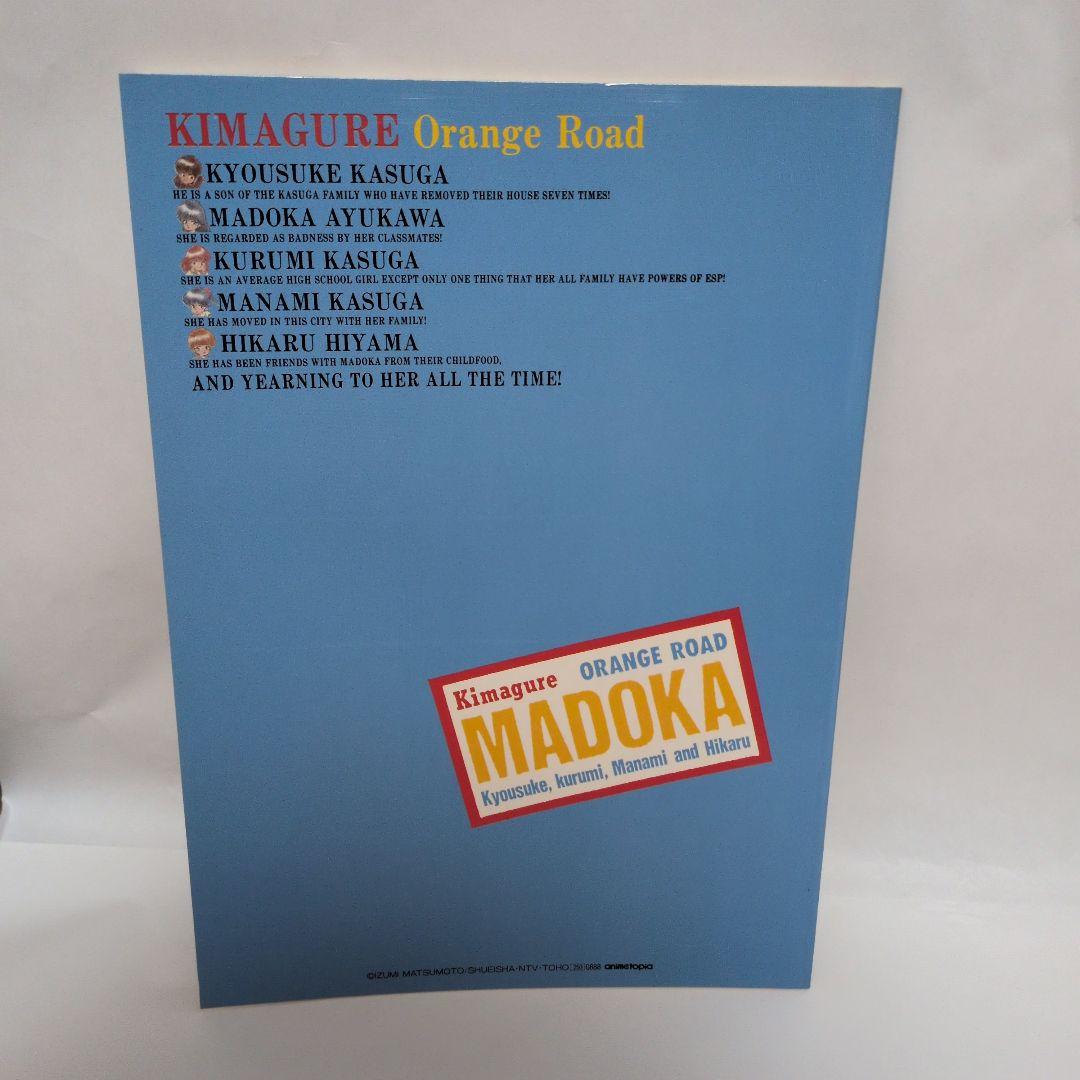 KIMAGURE Orange Road
KYOUSUKE KASUGA
HE IS A SON OF THE KASUGA FAMILY WHO HAVE REMOVED THEIR HOUSE SEVEN TIMES!
MADOKA AYUKAWA
SHE IS REGARDED AS BADNESS BY HER CLASSMATES!
KURUMI KASUGA
SHE IS AN AVERAGE HIGH SCHOOL GIRL EXCEPT ONLY ONE THING THAT HER ALL FAMILY HAVE POWERS OF ESP!
MANAMI KASUGA
SHE HAS MOVED IN THIS CITY WITH HER FAMILY!
HIKARU HIYAMA
SHE HAS BEEN FRIENDS WITH MADOKA FROM THEIR CHILDFOOD,
AND YEARNING TO HER ALL THE TIME!
Kimagure ORANGE ROAD
MADOKA
Kyousuke, kurumi, Manami and Hikaru
©IZUMI MATSUMOTO/SHUEISHA・NTV・TOHO [250] G888 animetopia